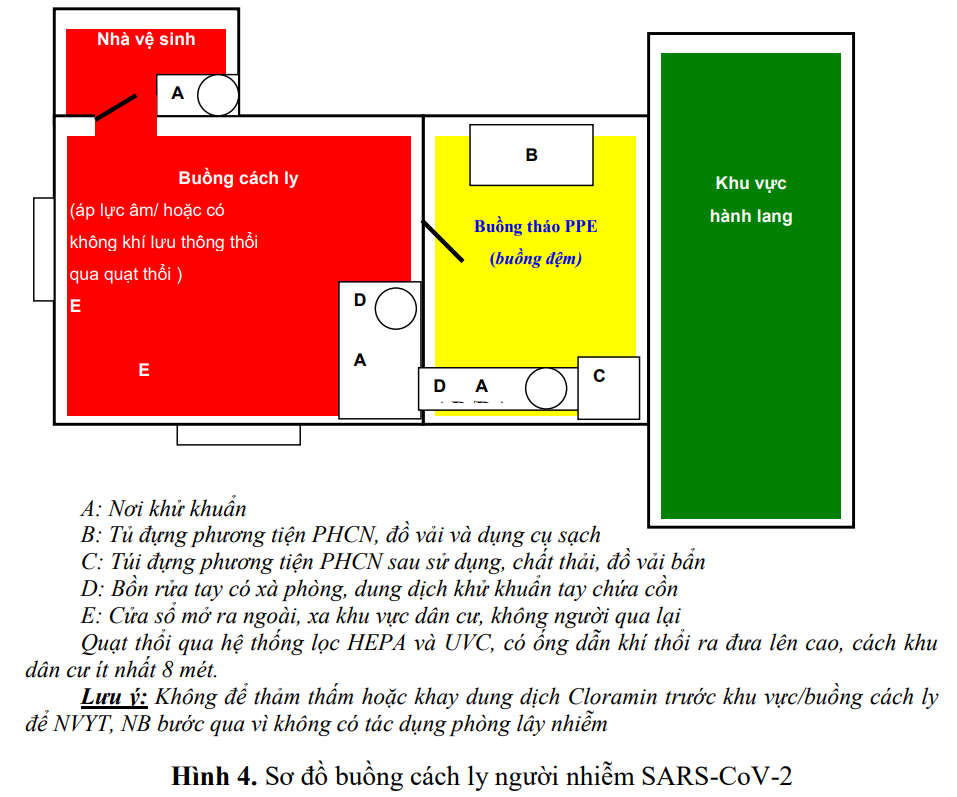 Nhà vệ sinh
A
B
Buồng cách ly
(áp lực âm/ hoặc có
không khí lưu thông thổi
qua quạt thổi )
E
E
Buồng tháo PPE
(buồng đệm)
Khu vực
hành lang
D
A
D A
C
A: Nơi khử khuẩn
B: Tủ đựng phương tiện PHCN, đồ vải và dụng cụ sạch
C: Túi đựng phương tiện PHCN sau sử dụng, chất thải, đồ vải bẩn
D: Bồn rửa tay có xà phòng, dung dịch khử khuẩn tay chứa cồn
E: Cửa sổ mở ra ngoài, xa khu vực dân cư, không người qua lại
Quạt thổi qua hệ thống lọc HEPA và UVC, có ống dẫn khí thổi ra đưa lên cao, cách khu
dân cư ít nhất 8 mét.
Lưu ý: Không để thảm thấm hoặc khay dung dịch Cloramin trước khu vực/buồng cách ly
để NVYT, NB bước qua vì không có tác dụng phòng lây nhiễm
Hình 4. Sơ đồ buồng cách ly người nhiễm SARS-CoV-2